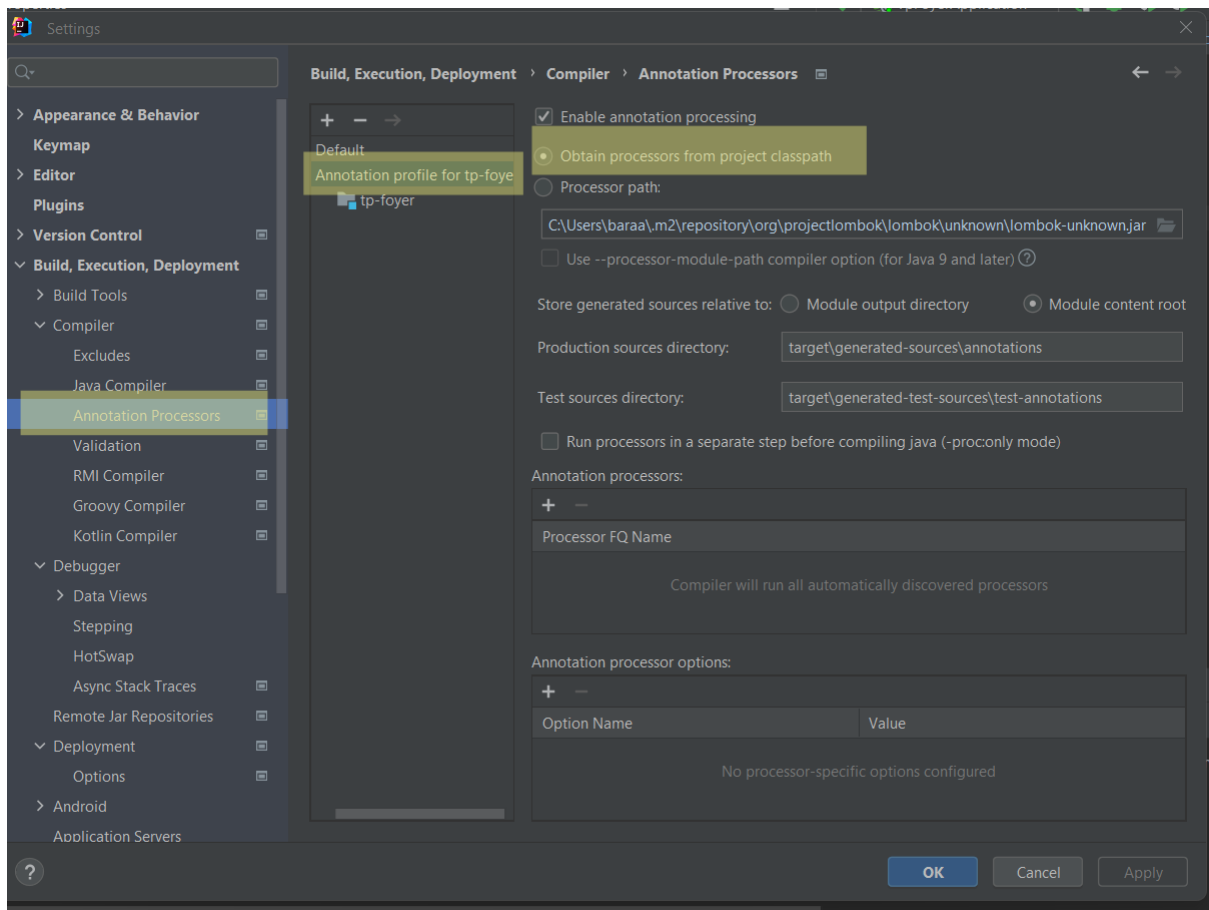 Settings
Build, Execution, Deployment › Compiler › Annotation Processors
Appearance & Behavior
Keymap
Editor
Plugins
Version Control
Build, Execution, Deployment
Build Tools
Compiler
Excludes
Java Compiler
Annotation Processors
Validation
RMI Compiler
Groovy Compiler
Kotlin Compiler
Debugger
Data Views
Stepping
HotSwap
Async Stack Traces
Remote Jar Repositories
Deployment
Options
Android
Application Servers
Default
Annotation profile for tp-foye
tp-foyer
Enable annotation processing
Obtain processors from project classpath
Processor path:
C:\Users\baraa\.m2\repository\org\projectlombok\lombok\unknown\lombok-unknown.jar
Use --processor-module-path compiler option (for Java 9 and later) ?
Store generated sources relative to: Module output directory Module content root
Production sources directory: target\generated-sources\annotations
Test sources directory: target\generated-test-sources\test-annotations
Run processors in a separate step before compiling java (-proc:only mode)
Annotation processors:
Processor FQ Name
Compiler will run all automatically discovered processors
Annotation processor options:
Option Name Value
No processor-specific options configured
? OK Cancel Apply